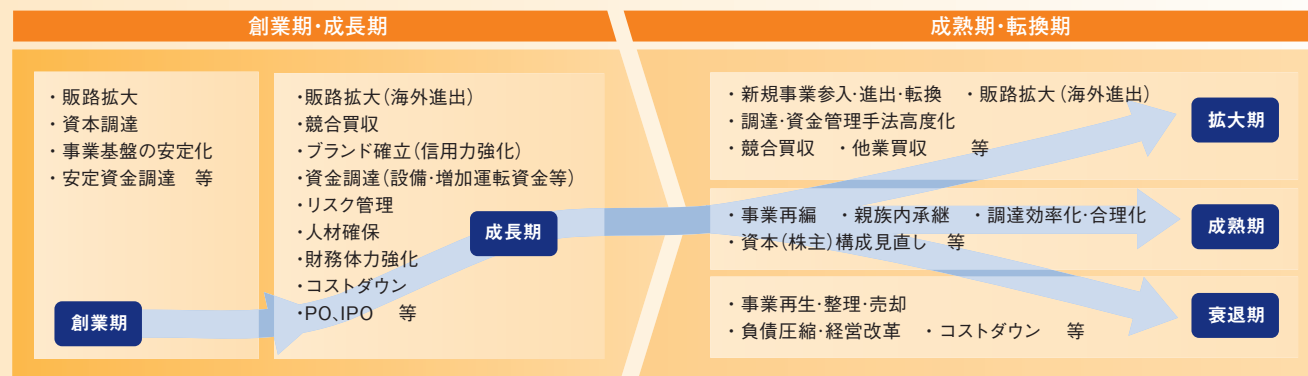 創業期・成長期
・販路拡大
・資本調達
・事業基盤の安定化
・安定資金調達　等
創業期
・販路拡大（海外進出）
・競合買収
・ブランド確立（信用力強化）
・資金調達（設備・増加運転資金等）
・リスク管理
・人材確保
・財務体力強化
・コストダウン
・PO、IPO　等
成長期
成熟期・転換期
・新規事業参入・進出・転換　・販路拡大（海外進出）
・調達・資金管理手法高度化
・競合買収　・他業買収　　等
拡大期
・事業再編　・親族内承継　・調達効率化・合理化
・資本（株主）構成見直し　等
成熟期
・事業再生・整理・売却
・負債圧縮・経営改革　・コストダウン　等
衰退期